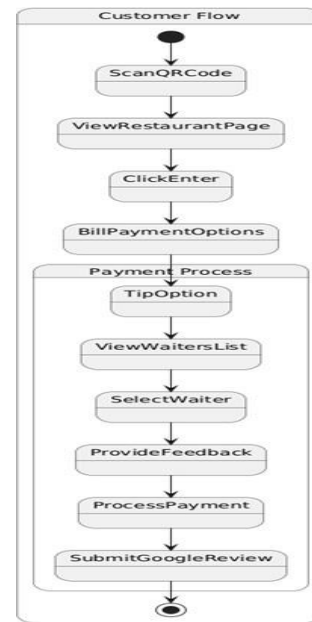 Customer Flow
ScanQRCode
ViewRestaurantPage
ClickEnter
BillPaymentOptions
Payment Process
TipOption
ViewWaitersList
SelectWaiter
ProvideFeedback
ProcessPayment
SubmitGoogleReview